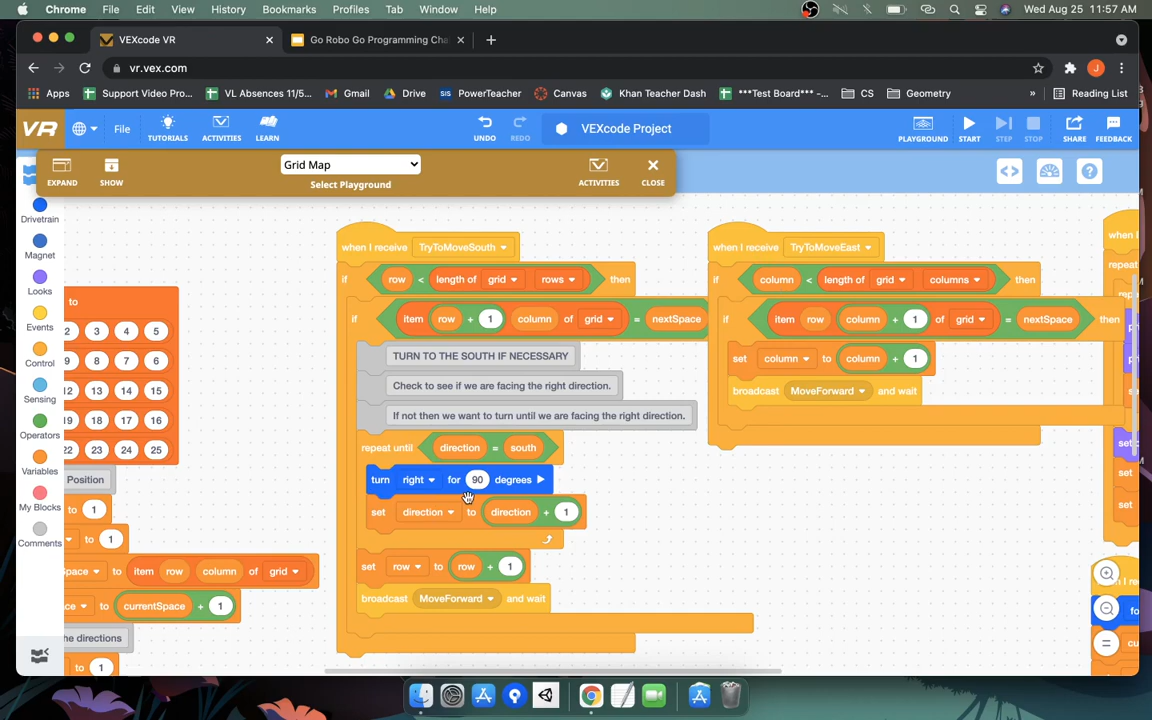 Chrome File Edit View History Bookmarks Profiles Tab Window Help Wed Aug 25 11:57 AM
VEXcode VR Go Robo Go Programming Cha
vr.vex.com
Apps Support Video Pro... VL Absences 11/5... Gmail Drive SIS PowerTeacher Canvas Khan Teacher Dash ***Test Board*** -... CS Geometry » Reading List
VR File TUTORIALS ACTIVITIES LEARN UNDO REDO VEXcode Project PLAYGROUND START STEP STOP SHARE FEEDBACK
EXPAND SHOW Grid Map Select Playground ACTIVITIES CLOSE
Drivetrain
Magnet
Looks
Events
Control
Sensing
Operators
Variables
My Blocks
Comments
to
2 3 4 5
9 8 7 6
12 13 14 15
19 18 17 16
22 23 24 25
Position
to 1
to 1
Space to item row column of grid
ce to currentSpace + 1
he directions
to 1
when I receive TryToMoveSouth
if row < length of grid rows then
if item row + 1 column of grid = nextSpace
TURN TO THE SOUTH IF NECESSARY
Check to see if we are facing the right direction.
If not then we want to turn until we are facing the right direction.
repeat until direction = south
turn right for 90 degrees
set direction to direction + 1
set row to row + 1
broadcast MoveForward and wait
when I receive TryToMoveEast
if column < length of grid columns then
if item row column + 1 of grid = nextSpace then
set column to column + 1
broadcast MoveForward and wait
when I
repeat
set
set
set